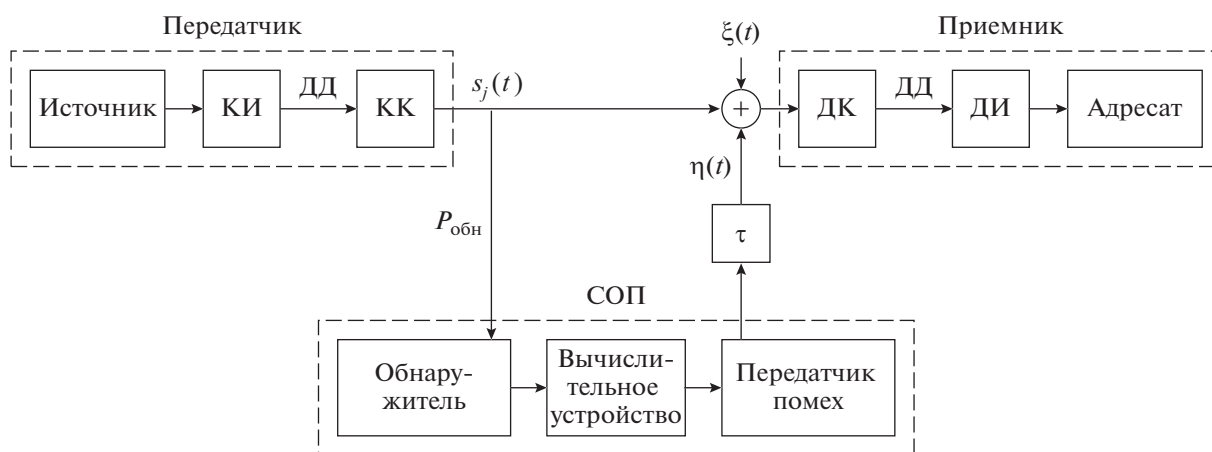 Передатчик
Приемник
ξ(t)
Источник
КИ
ДД
КК
s_j(t)
+
ДК
ДД
ДИ
Адресат
η(t)
P_обн
τ
СОП
Обнару-
житель
Вычисли-
тельное
устройство
Передатчик
помех